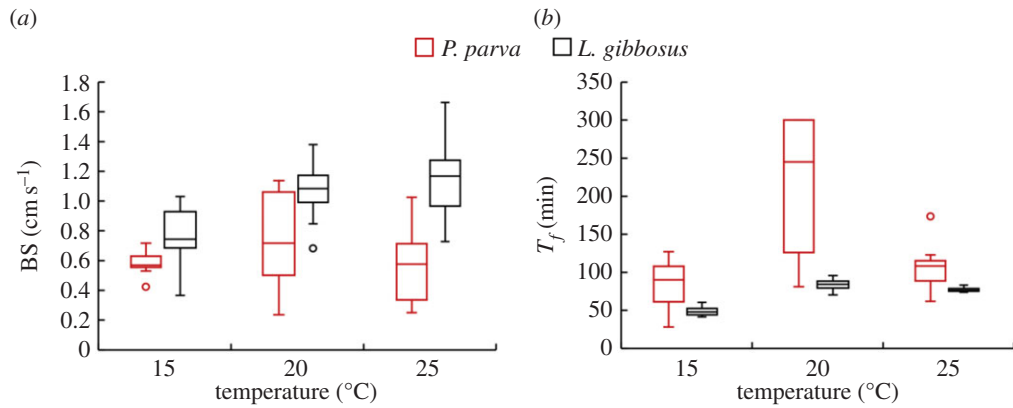 (a) (b)
P. parva L. gibbosus
1.8
1.6
1.4
1.2
1.0
0.8
0.6
0.4
0.2
0
BS (cm s⁻¹)
15 20 25
temperature (°C)
350
300
250
200
150
100
50
0
T_f (min)
15 20 25
temperature (°C)